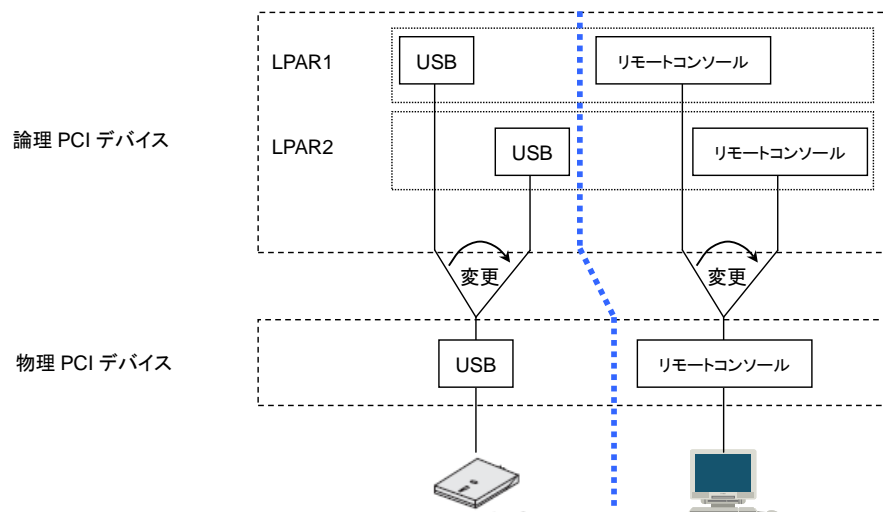 LPAR1
USB
リモートコンソール
論理 PCI デバイス
LPAR2
USB
リモートコンソール
変更
変更
物理 PCI デバイス
USB
リモートコンソール